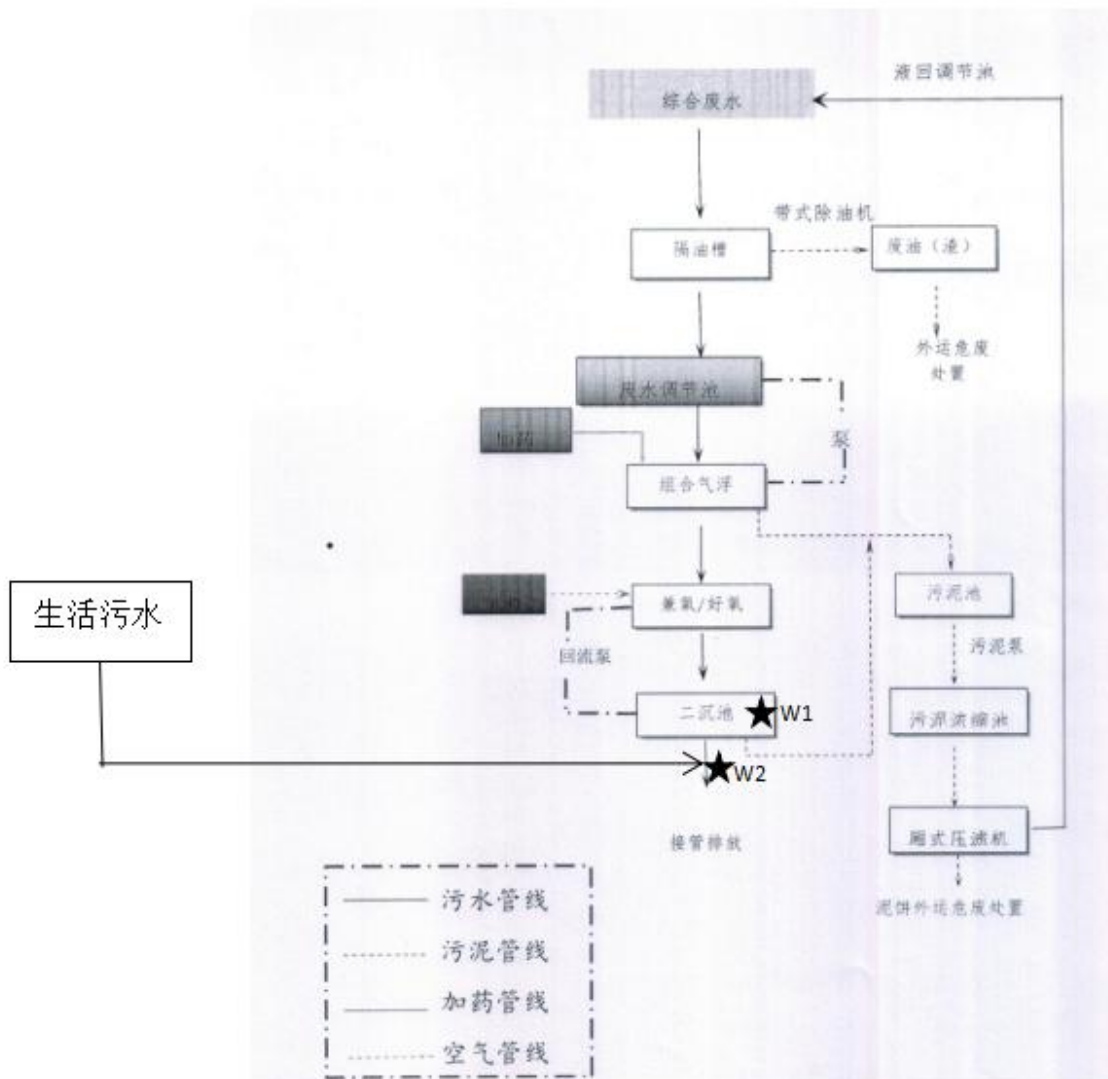 液回调节池
综合废水
带式除油机
隔油槽
废油（渣）
外运危废
处置
废水调节池
加药
泵
组合气浮
污泥池
兼氧/好氧
生活污水
回流泵
污泥泵
二沉池
W1
污泥浓缩池
W2
厢式压滤机
接管排放
泥饼外运危废处置
污水管线
污泥管线
加药管线
空气管线